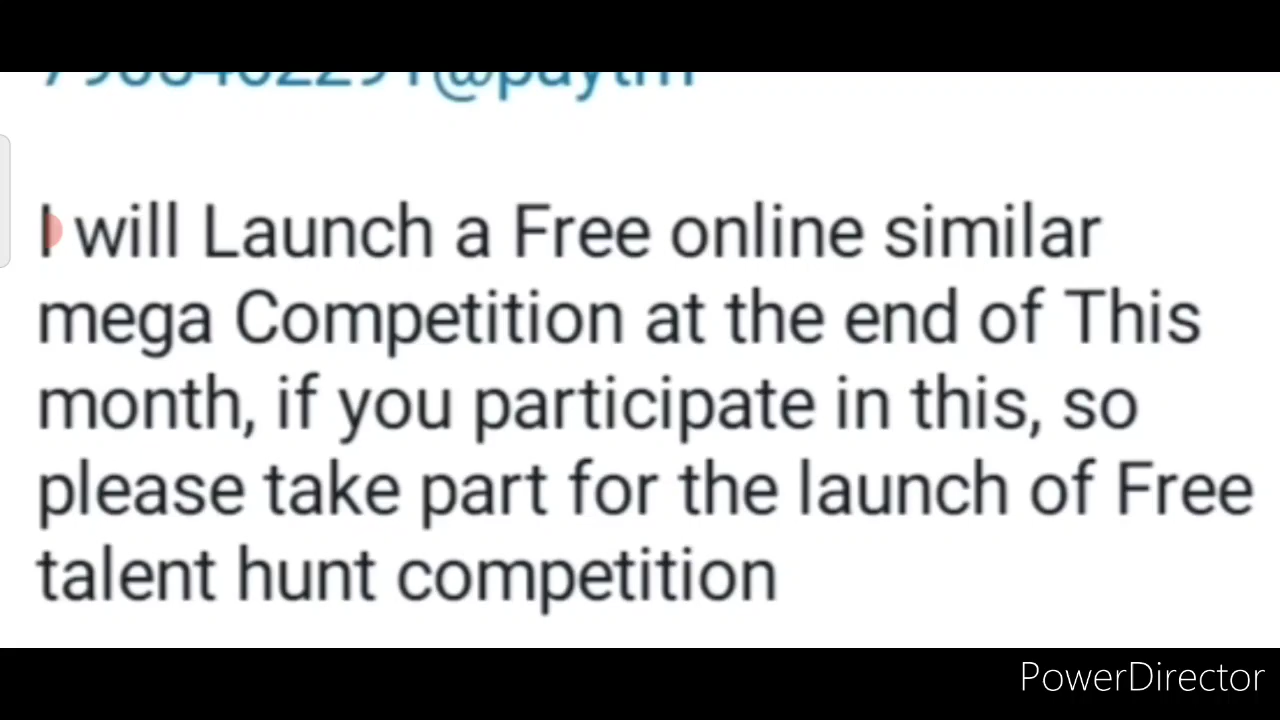 I will Launch a Free online similar
mega Competition at the end of This
month, if you participate in this, so
please take part for the launch of Free
talent hunt competition
PowerDirector